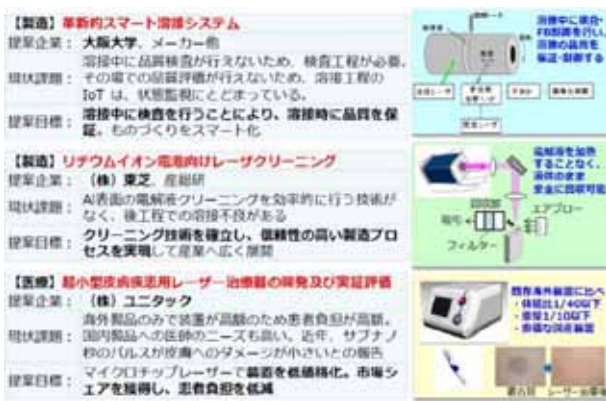 【製造】革新的スマート溶接システム
提案企業： 大阪大学、メーカー他
現状課題： 溶接中に品質検査が行えないため、検査工程が必要。
その場での品質評価が行えないため、溶接工程の
IoT は、状態監視にとどまっている。
提案目標： 溶接中に検査を行うことにより、溶接時に品質を保
証。ものづくりをスマート化
溶接中に検査・
FB制御を行い、
溶接の品質を
保証・制御する
【製造】リチウムイオン電池向けレーザクリーニング
提案企業： （株）東芝、産総研
現状課題： Al表面の電解液クリーニングを効率的に行う技術が
なく、後工程での溶接不良がある
提案目標： クリーニング技術を確立し、信頼性の高い製造プロ
セスを実現して産業へ広く展開
電解液を加熱
することなく、
液体のまま
安全に回収可能
回収部
吸引
エアブロー
フィルター
【医療】超小型皮膚疾患用レーザー治療器の開発及び実証評価
提案企業： （株）ユニタック
現状課題： 海外製品のみで装置が高額のため患者負担が高額。
国内製品への医師のニーズも高い。近年、サブナノ
秒のパルスが皮膚へのダメージが小さいとの報告
提案目標： マイクロチップレーザーで装置を低価格化。市場シ
ェアを獲得し、患者負担を低減
既存海外装置に比べ
・体積比1/40以下
・重量1/10以下
・安価な国産装置